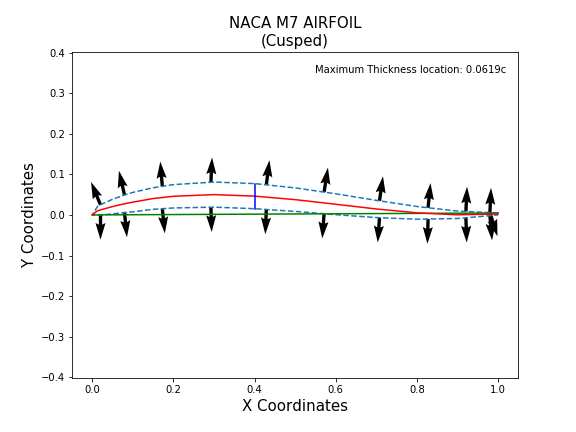 NACA M7 AIRFOIL
(Cusped)
Maximum Thickness location: 0.0619c
0.4
0.3
0.2
0.1
0.0
−0.1
−0.2
−0.3
−0.4
Y Coordinates
0.0 0.2 0.4 0.6 0.8 1.0
X Coordinates